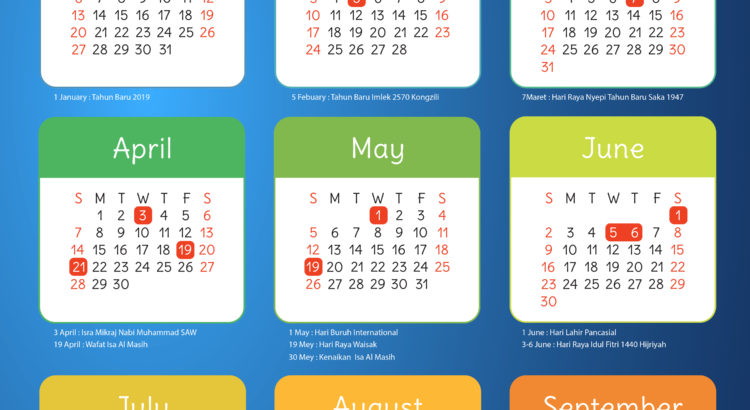 13 14 15 16 17 18 19
20 21 22 23 24 25 26
27 28 29 30 31
1 January : Tahun Baru 2019
10 11 12 13 14 15 16
17 18 19 20 21 22 23
24 25 26 27 28
5 Febuary : Tahun Baru Imlek 2570 Kongzili
10 11 12 13 14 15 16
17 18 19 20 21 22 23
24 25 26 27 28 29 30
31
7Maret : Hari Raya Nyepi Tahun Baru Saka 1947
April
S M T W T F S
1 2 3 4 5 6
7 8 9 10 11 12 13
14 15 16 17 18 19 20
21 22 23 24 25 26 27
28 29 30
3 April : Isra Mikraj Nabi Muhammad SAW
19 April : Wafat Isa Al Masih
May
S M T W T F S
1 2 3 4
5 6 7 8 9 10 11
12 13 14 15 16 17 18
19 20 21 22 23 24 25
26 27 28 29 30 31
1 May : Hari Buruh International
19 Mey : Hari Raya Waisak
30 Mey : Kenaikan Isa Al Masih
June
S M T W T F S
1
2 3 4 5 6 7 8
9 10 11 12 13 14 15
16 17 18 19 20 21 22
23 24 25 26 27 28 29
30
1 June : Hari Lahir Pancasial
3-6 June : Hari Raya Idul Fitri 1440 Hijriyah
July
August
September